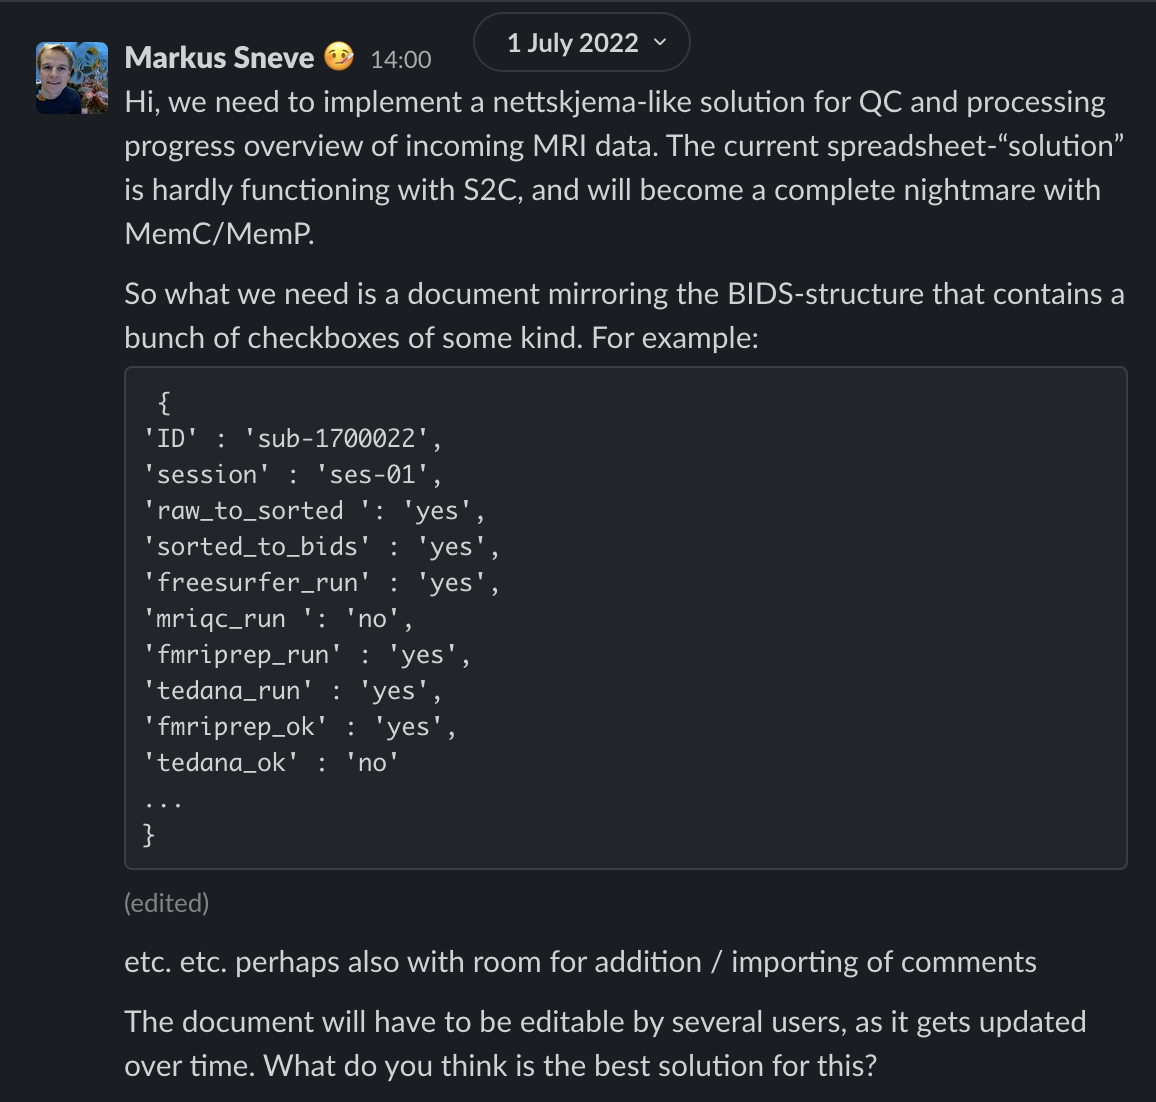 1 July 2022
Markus Sneve 🤒 14:00
Hi, we need to implement a nettskjema-like solution for QC and processing
progress overview of incoming MRI data. The current spreadsheet-“solution”
is hardly functioning with S2C, and will become a complete nightmare with
MemC/MemP.
So what we need is a document mirroring the BIDS-structure that contains a
bunch of checkboxes of some kind. For example:
{
'ID' : 'sub-1700022',
'session' : 'ses-01',
'raw_to_sorted ': 'yes',
'sorted_to_bids' : 'yes',
'freesurfer_run' : 'yes',
'mriqc_run ': 'no',
'fmriprep_run' : 'yes',
'tedana_run' : 'yes',
'fmriprep_ok' : 'yes',
'tedana_ok' : 'no'
...
}
(edited)
etc. etc. perhaps also with room for addition / importing of comments
The document will have to be editable by several users, as it gets updated
over time. What do you think is the best solution for this?